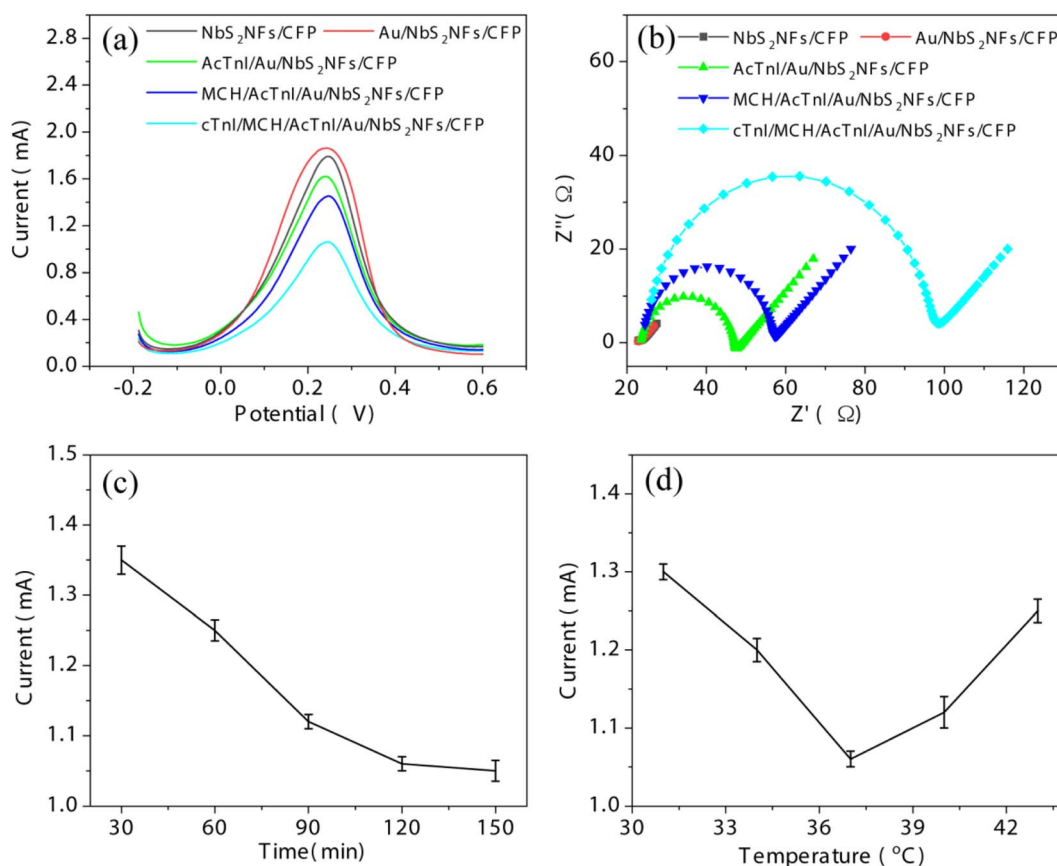 (a)
NbS2NFs/CFP Au/NbS2NFs/CFP
AcTnI/Au/NbS2NFs/CFP
MCH/AcTnI/Au/NbS2NFs/CFP
cTnI/MCH/AcTnI/Au/NbS2NFs/CFP
Current ( mA)
2.8
2.4
2.0
1.6
1.2
0.8
0.4
0.0
-0.2 0.0 0.2 0.4 0.6
Potential ( V)
(b)
NbS2NFs/CFP Au/NbS2NFs/CFP
AcTnI/Au/NbS2NFs/CFP
MCH/AcTnI/Au/NbS2NFs/CFP
cTnI/MCH/AcTnI/Au/NbS2NFs/CFP
Z"( Ω)
60
40
20
0
20 40 60 80 100 120
Z' ( Ω)
(c)
Current ( mA)
1.5
1.4
1.3
1.2
1.1
1.0
30 60 90 120 150
Time( min)
(d)
Current ( mA)
1.4
1.3
1.2
1.1
1.0
30 33 36 39 42
Temperature ( °C)